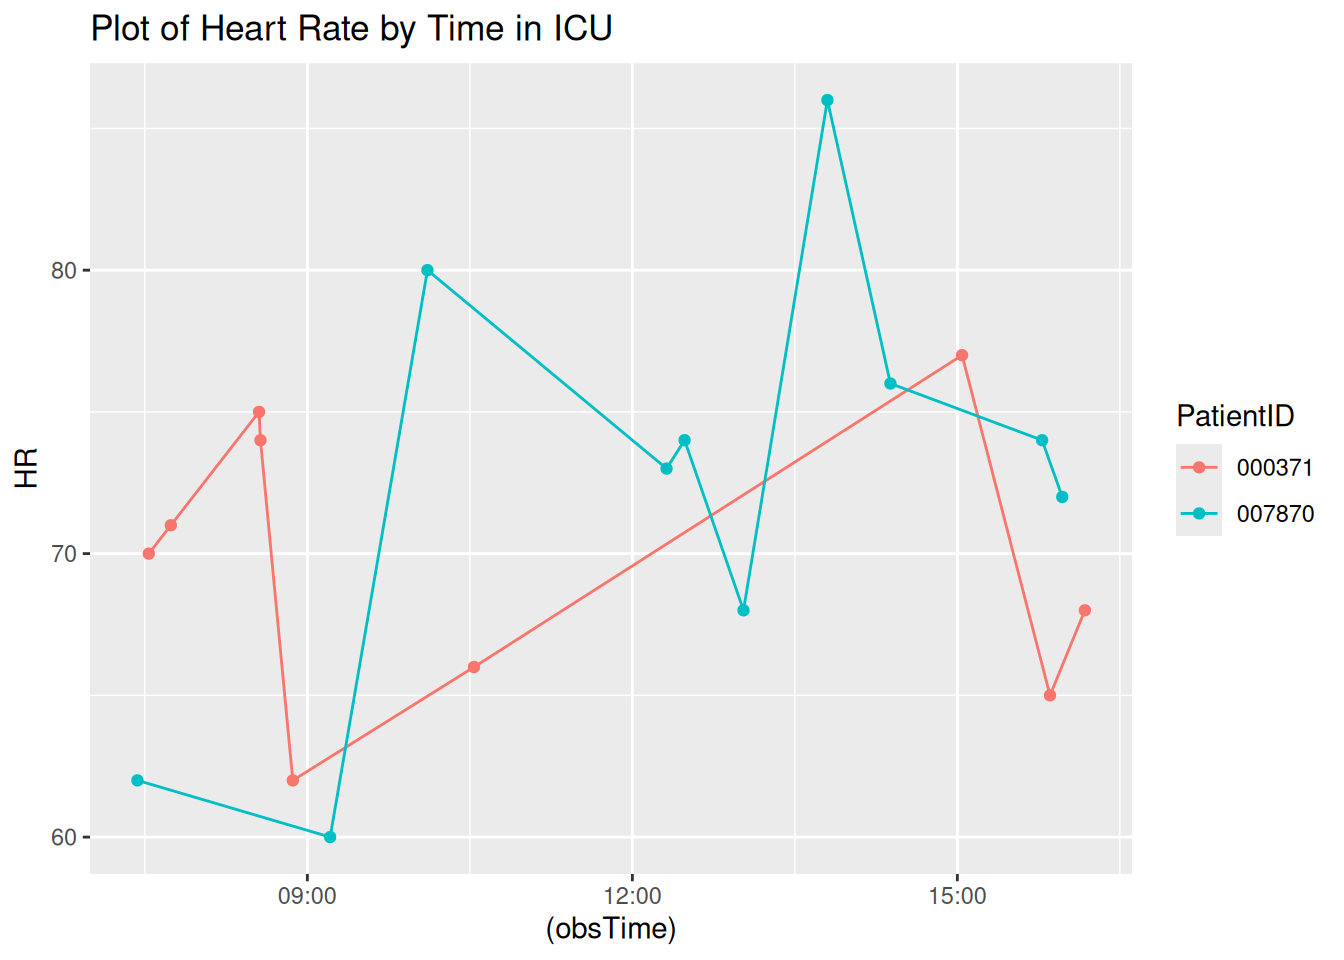 Plot of Heart Rate by Time in ICU
HR
80
70
60
09:00 12:00 15:00
(obsTime)
PatientID
000371
007870